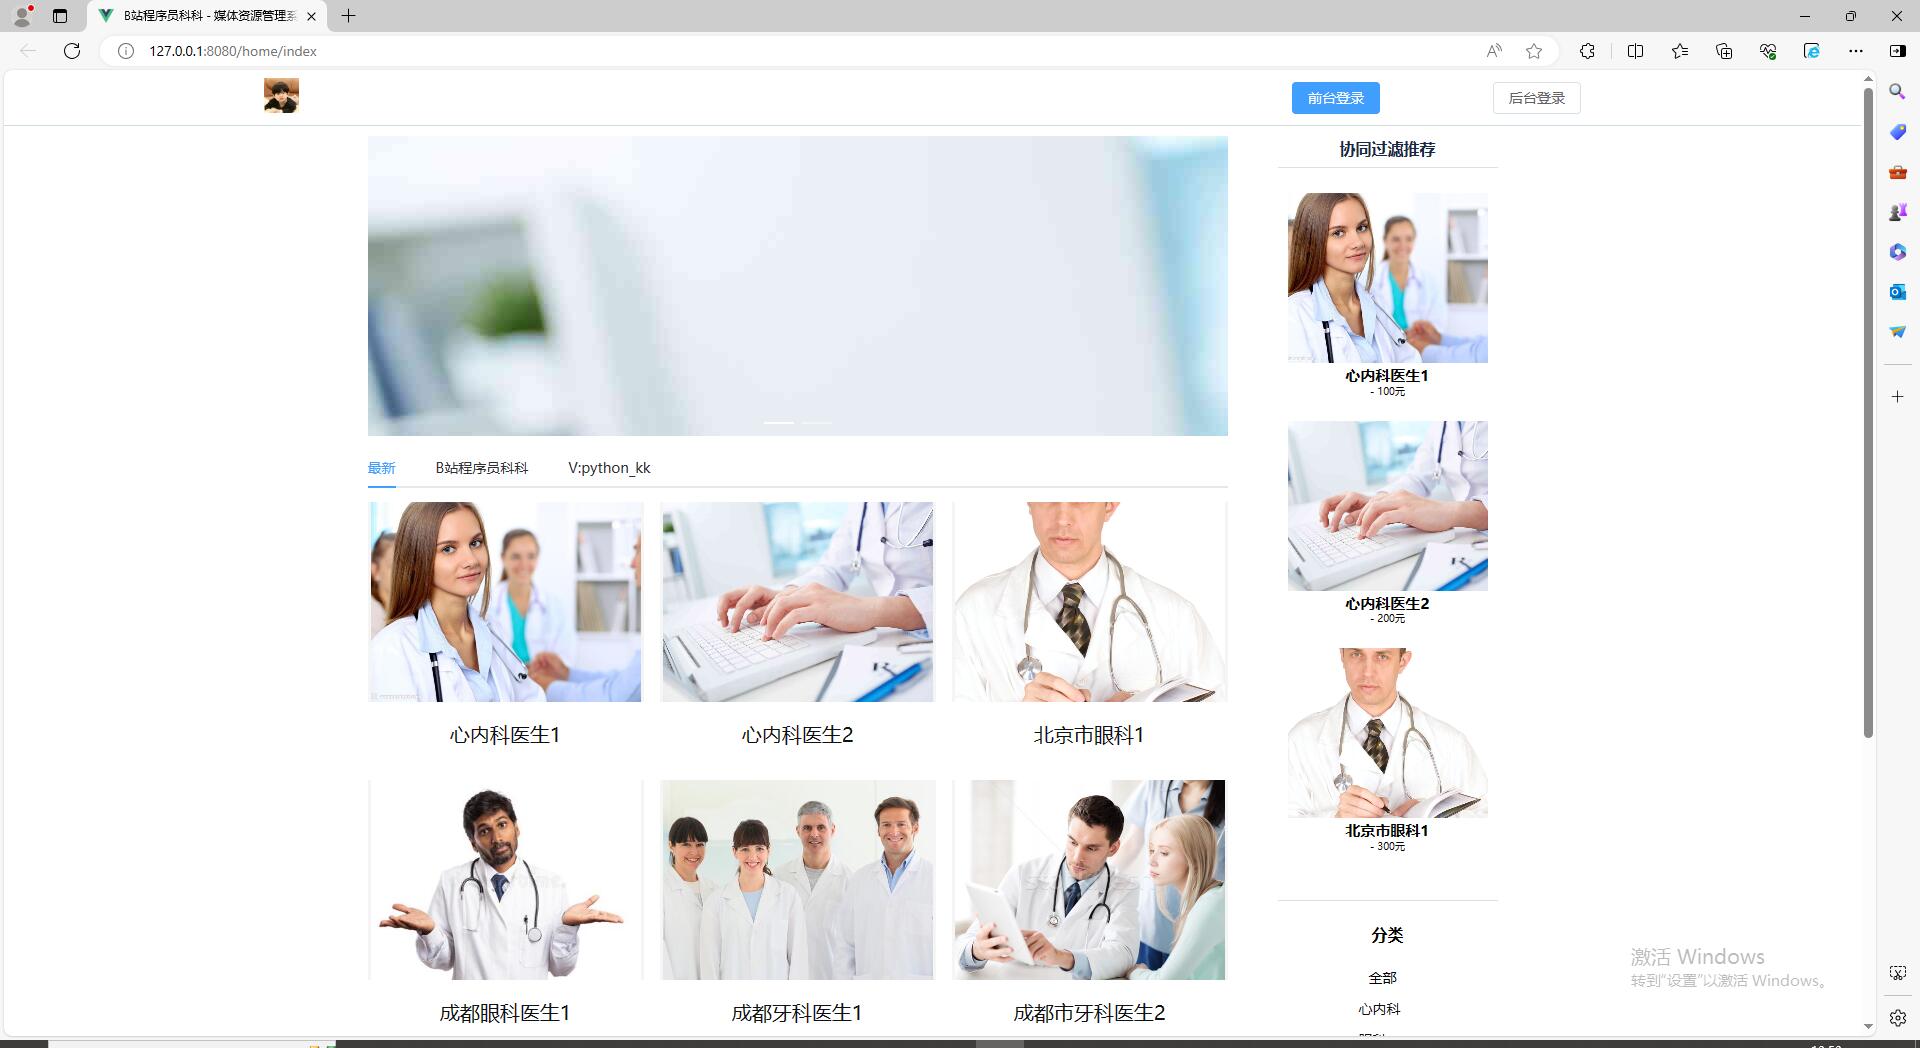 B站程序员科科 - 媒体资源管理系
127.0.0.1:8080/home/index
前台登录
后台登录
协同过滤推荐
心内科医生1
- 100元
心内科医生2
- 200元
北京市眼科1
- 300元
最新
B站程序员科科
V:python_kk
心内科医生1
心内科医生2
北京市眼科1
成都眼科医生1
成都牙科医生1
成都市牙科医生2
分类
全部
心内科
激活 Windows
转到"设置"以激活 Windows。